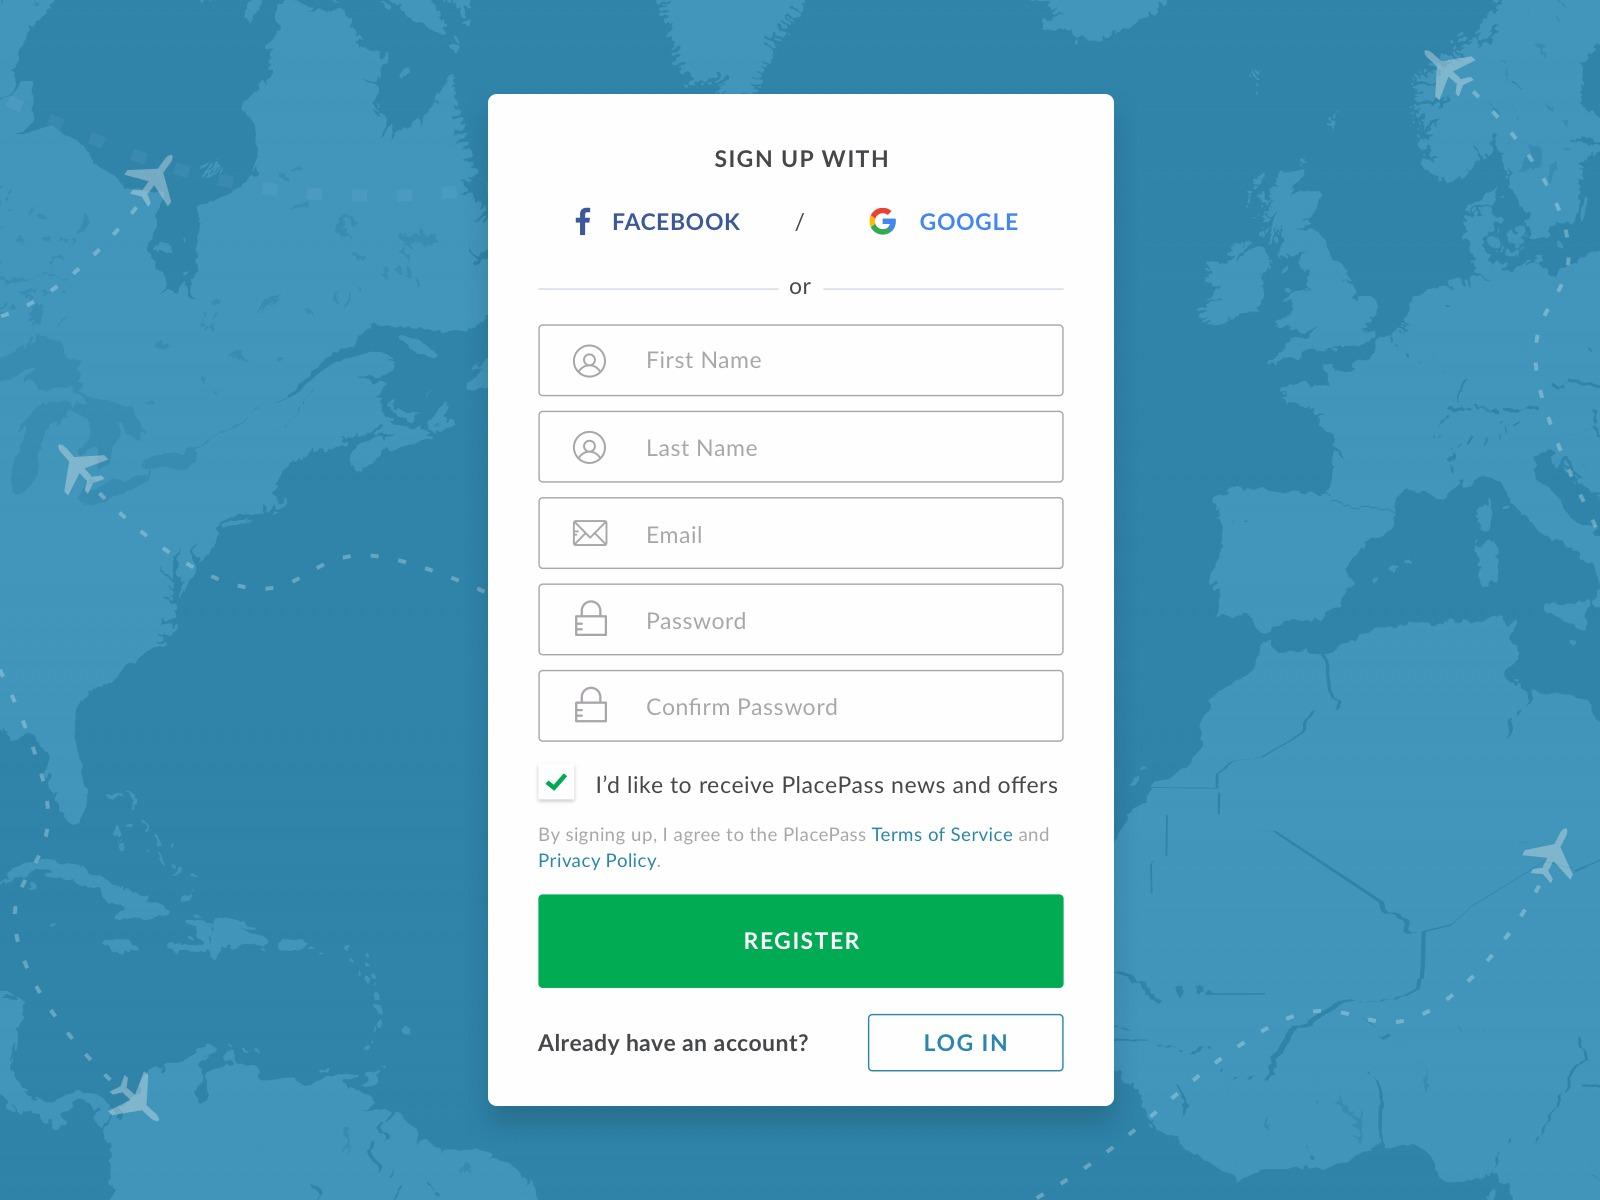 SIGN UP WITH
FACEBOOK / GOOGLE
or
First Name
Last Name
Email
Password
Confirm Password
I’d like to receive PlacePass news and offers
By signing up, I agree to the PlacePass Terms of Service and
Privacy Policy.
REGISTER
Already have an account? LOG IN